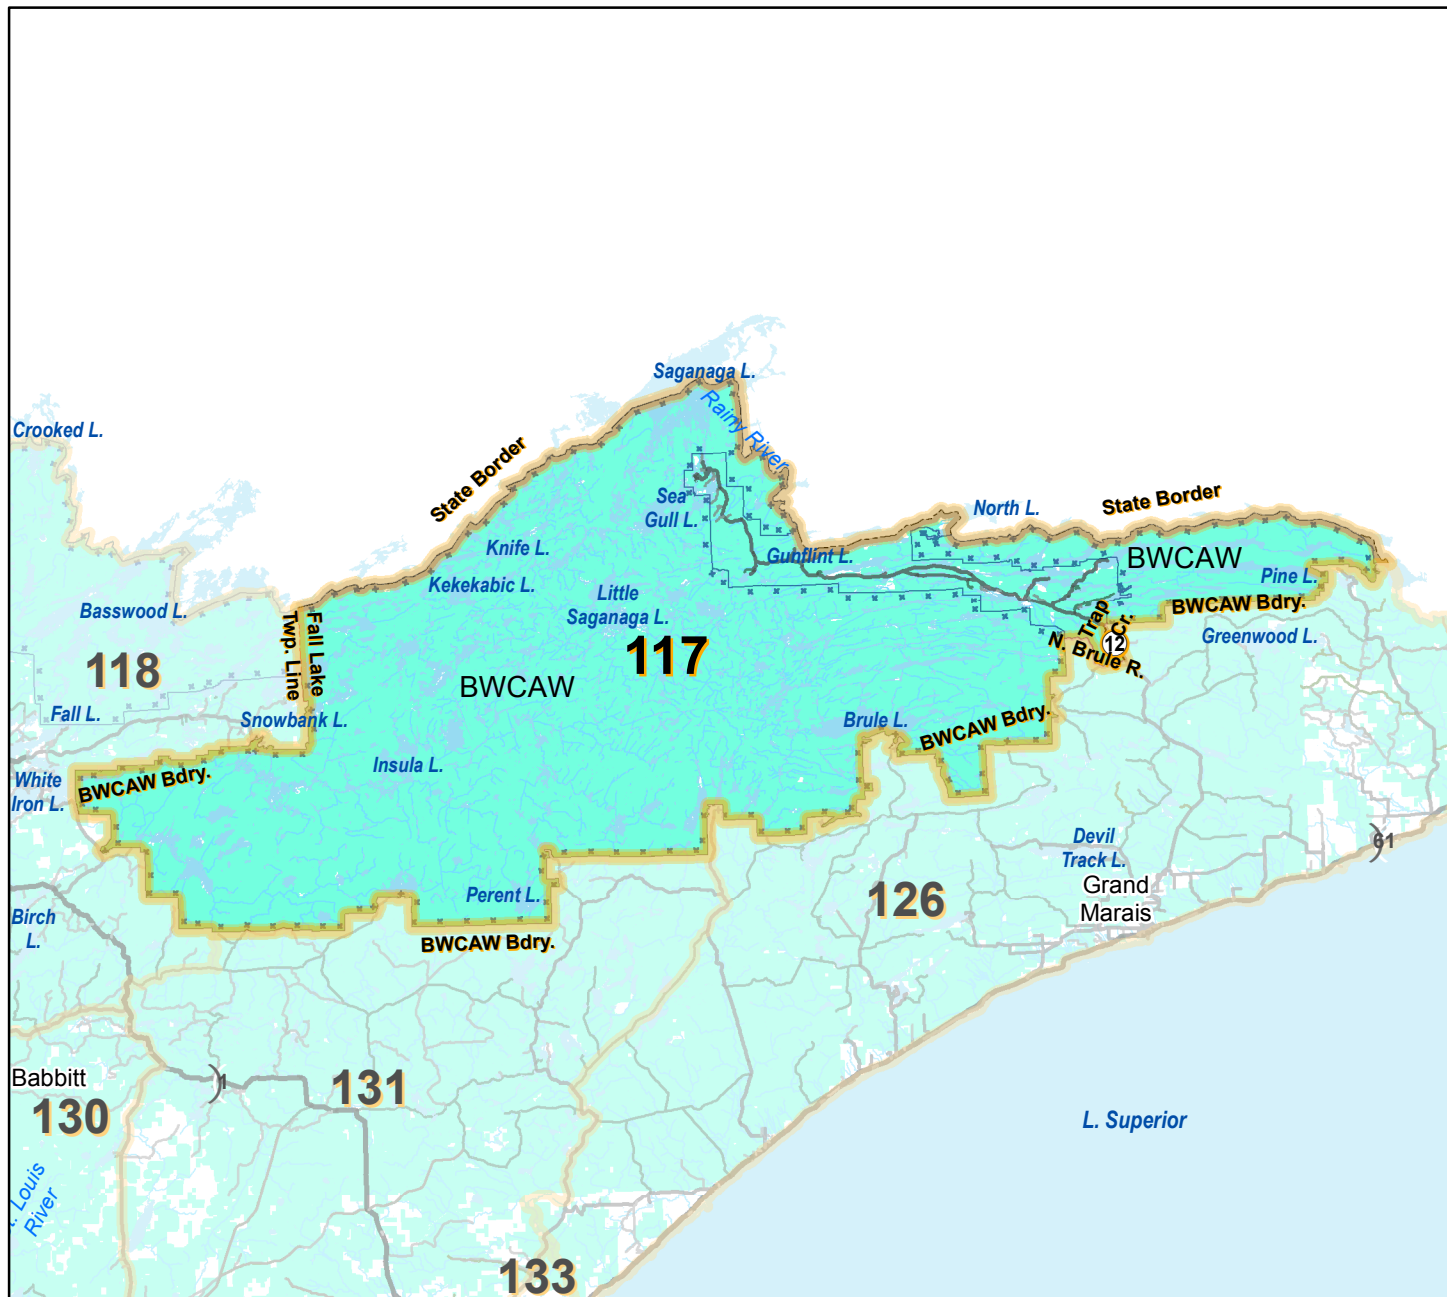 Saganaga L.
Rainy River
Crooked L.
State Border
Sea
Gull L.
North L.
State Border
Knife L.
Gunflint L.
BWCAW
Kekekabic L.
Pine L.
Little
Saganaga L.
Basswood L.
Fall Lake
Twp. Line
Trap
Cr.
BWCAW Bdry.
117
12
N. Brule R.
Greenwood L.
118
BWCAW
Fall L.
Snowbank L.
Brule L.
BWCAW Bdry.
White
Iron L.
BWCAW Bdry.
Insula L.
Devil
Track L.
61
Perent L.
126
Grand
Marais
Birch
L.
BWCAW Bdry.
Babbitt
1
131
130
L. Superior
Louis
River
133